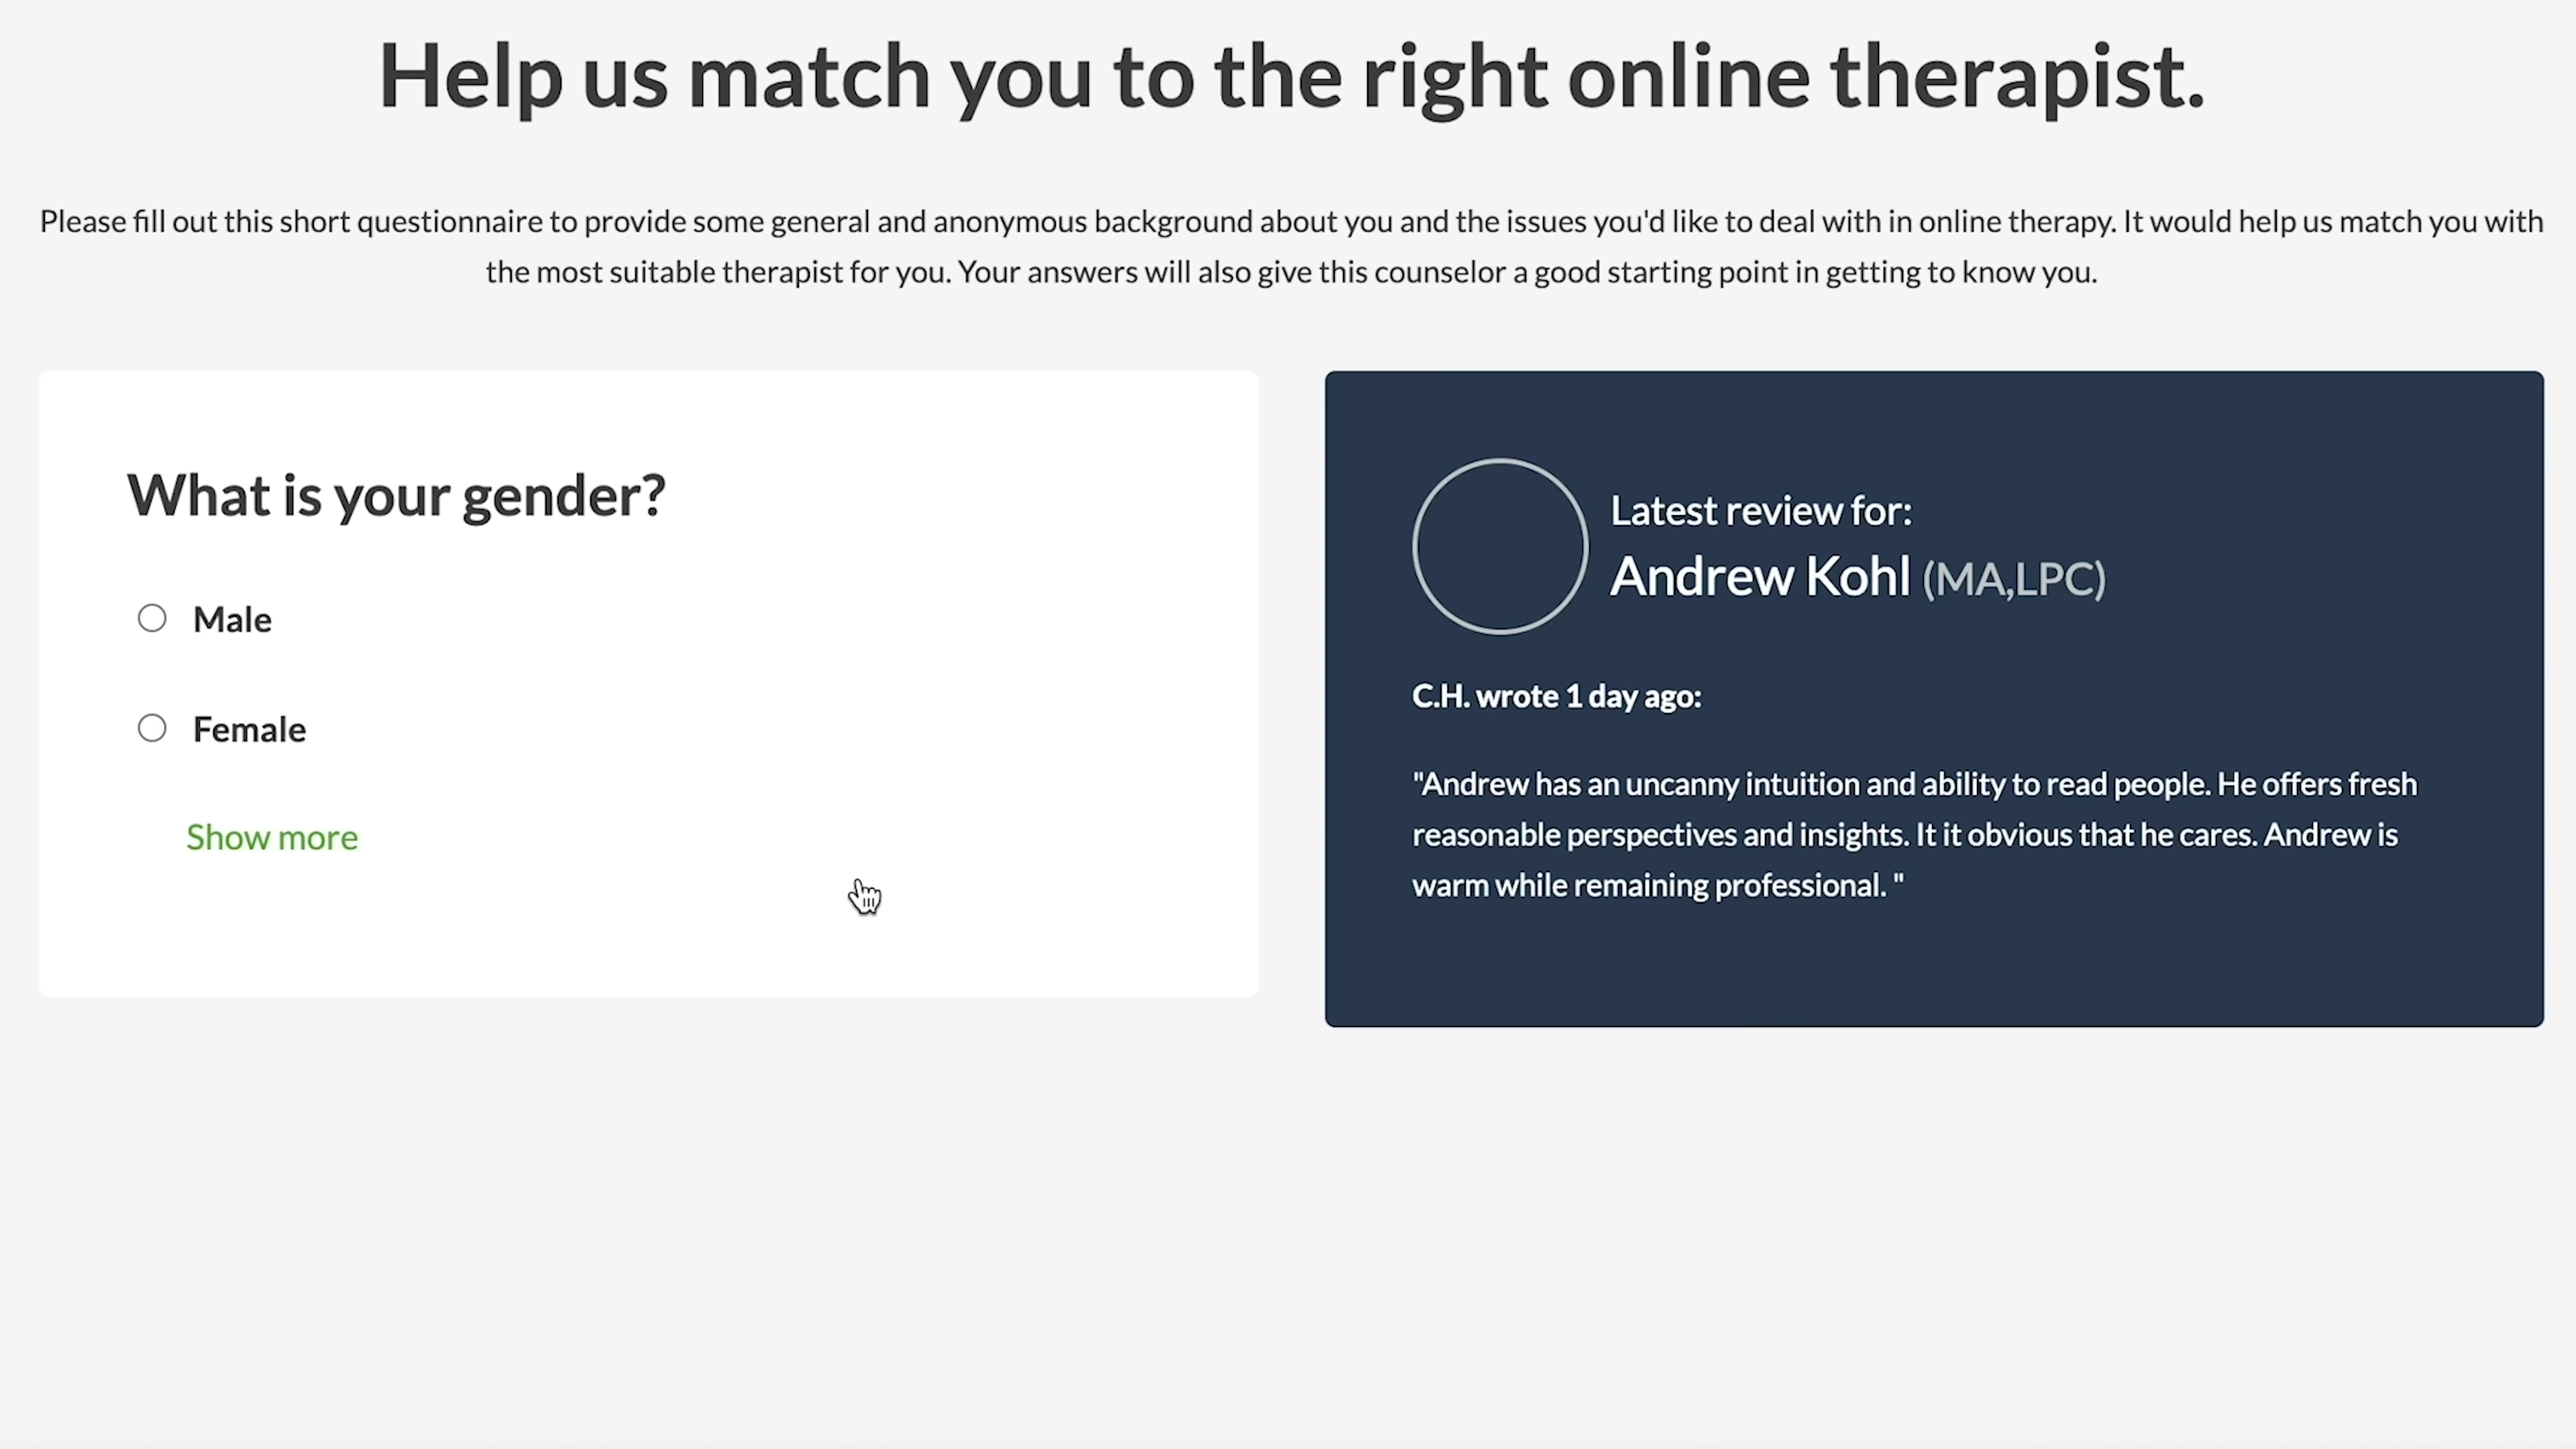 Help us match you to the right online therapist.
Please fill out this short questionnaire to provide some general and anonymous background about you and the issues you'd like to deal with in online therapy. It would help us match you with
the most suitable therapist for you. Your answers will also give this counselor a good starting point in getting to know you.
What is your gender?
Male
Female
Show more
Latest review for:
Andrew Kohl (MA,LPC)
C.H. wrote 1 day ago:
"Andrew has an uncanny intuition and ability to read people. He offers fresh
reasonable perspectives and insights. It it obvious that he cares. Andrew is
warm while remaining professional. "